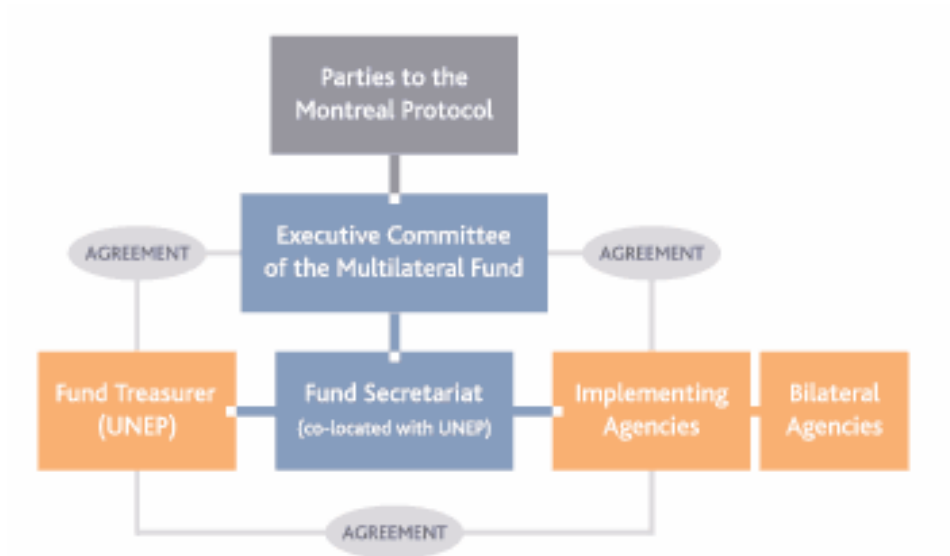 Parties to the
Montreal Protocol
Executive Committee
of the Multilateral Fund
AGREEMENT
AGREEMENT
Fund Treasurer
(UNEP)
Fund Secretariat
(co-located with UNEP)
Implementing
Agencies
Bilateral
Agencies
AGREEMENT